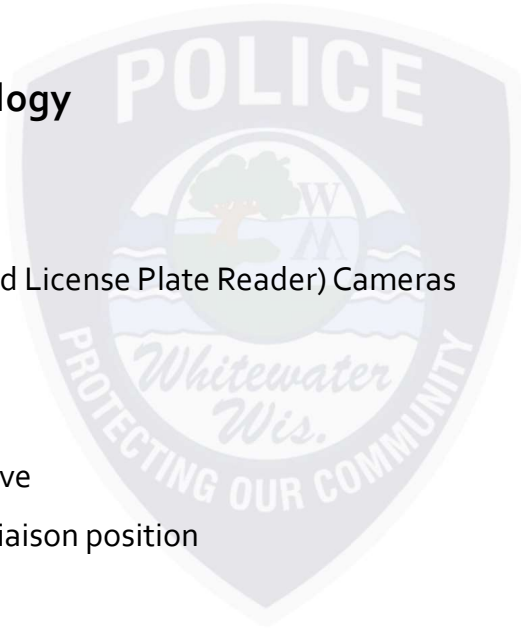 logy
POLICE
W
M
d License Plate Reader) Cameras
Whitewater
Wis.
PROTECTING OUR COMMUNITY
ve
iaison position